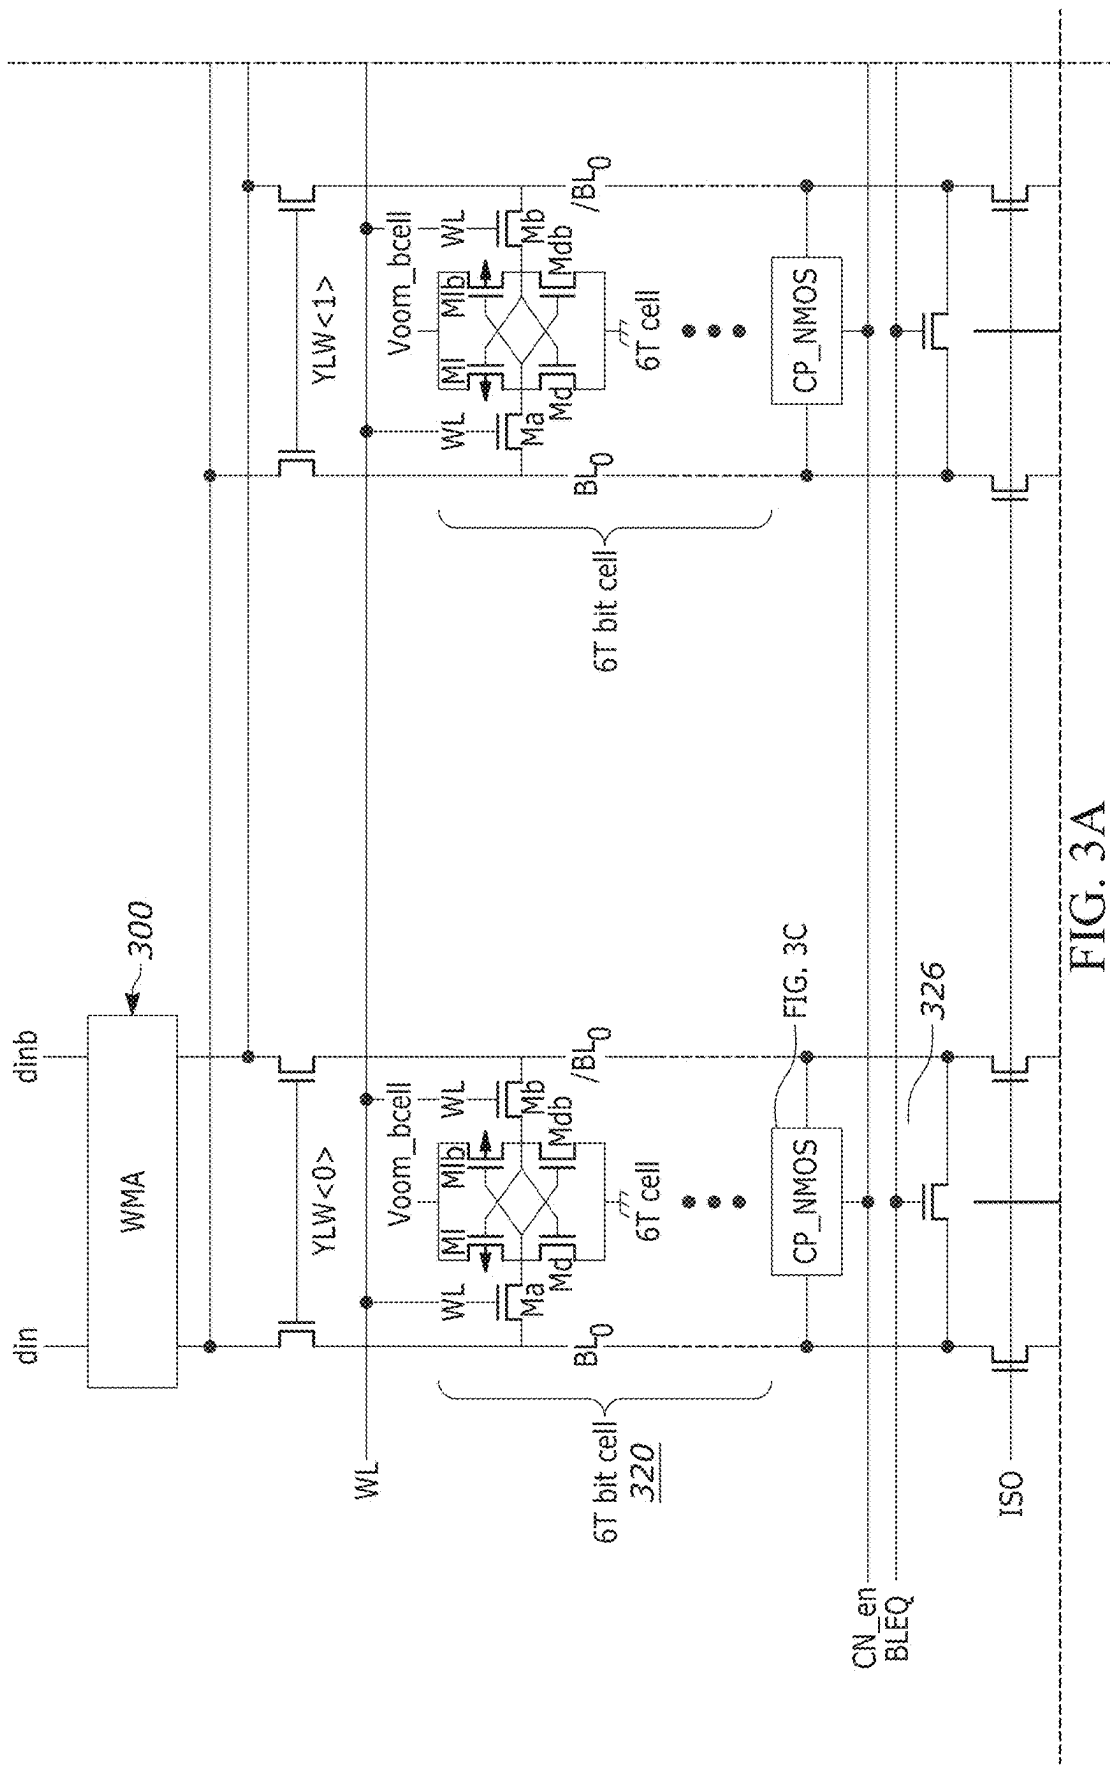 din
dinb
WMA
300
YLW<0>
YLW<1>
WL
Voom_bcell
WL
WL
Ml
Mlb
Ma
Mb
Md
Mdb
BL0
/BL0
6T cell
6T bit cell
320
Voom_bcell
WL
WL
Ml
Mlb
Ma
Mb
Md
Mdb
BL0
/BL0
6T cell
6T bit cell
CP_NMOS
FIG. 3C
CP_NMOS
CN_en
BLEQ
326
ISO
FIG. 3A